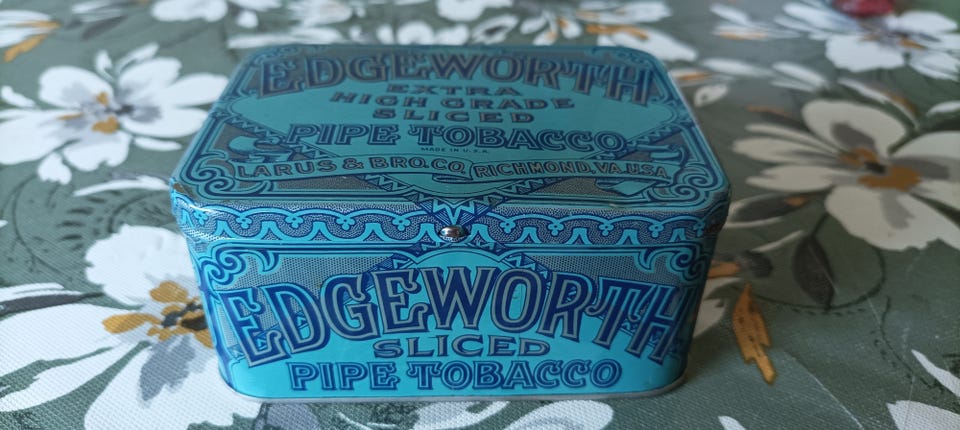 EDGEWORTH
EXTRA
HIGH GRADE
SLICED
PIPE TOBACCO
MADE IN U.S.A.
LARUS & BRO.CO. RICHMOND, VA. U.S.A.
EDGEWORTH
SLICED
PIPE TOBACCO